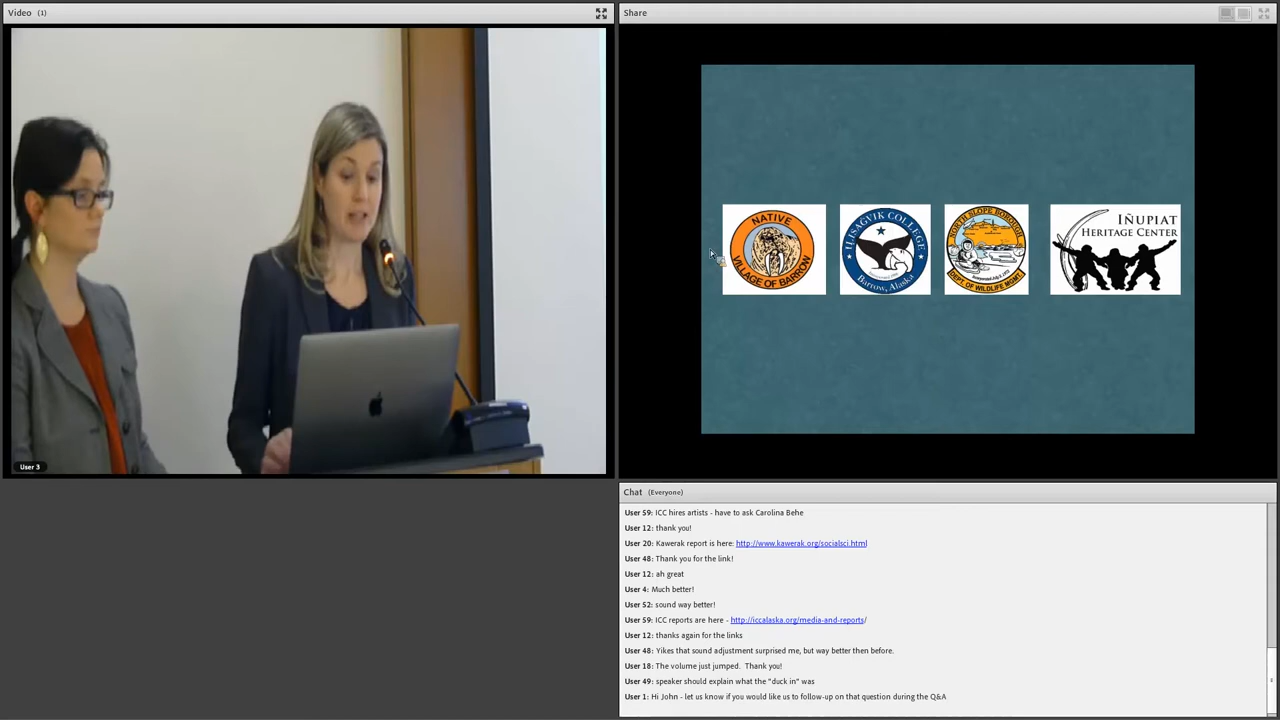 Video (1)
User 3
Share
NATIVE
VILLAGE OF BARROW
ILISAGVIK COLLEGE
Barrow, Alaska
NORTH SLOPE BOROUGH
DEPT. OF WILDLIFE MGMT.
IÑUPIAT
HERITAGE CENTER
Chat (Everyone)
User 59: ICC hires artists - have to ask Carolina Behe
User 12: thank you!
User 20: Kawerak report is here: http://www.kawerak.org/socialsci.html
User 48: Thank you for the link!
User 12: ah great
User 4: Much better!
User 52: sound way better!
User 59: ICC reports are here - http://iccalaska.org/media-and-reports/
User 12: thanks again for the links
User 48: Yikes that sound adjustment surprised me, but way better then before.
User 18: The volume just jumped.  Thank you!
User 49: speaker should explain what the "duck in" was
User 1: Hi John - let us know if you would like us to follow-up on that question during the Q&A